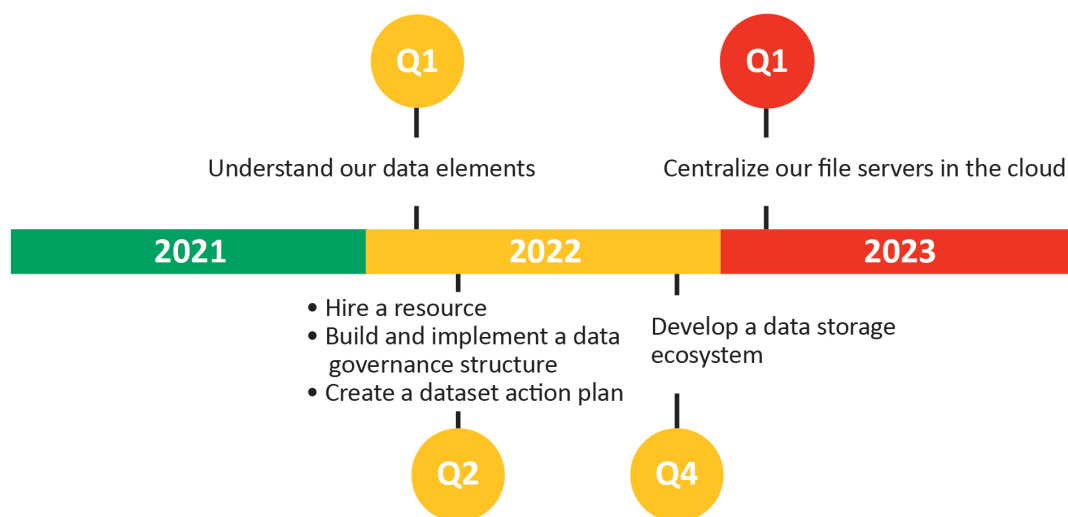 Q1
Q1
Understand our data elements
Centralize our file servers in the cloud
2021
2022
2023
• Hire a resource
• Build and implement a data
governance structure
• Create a dataset action plan
Develop a data storage
ecosystem
Q2
Q4